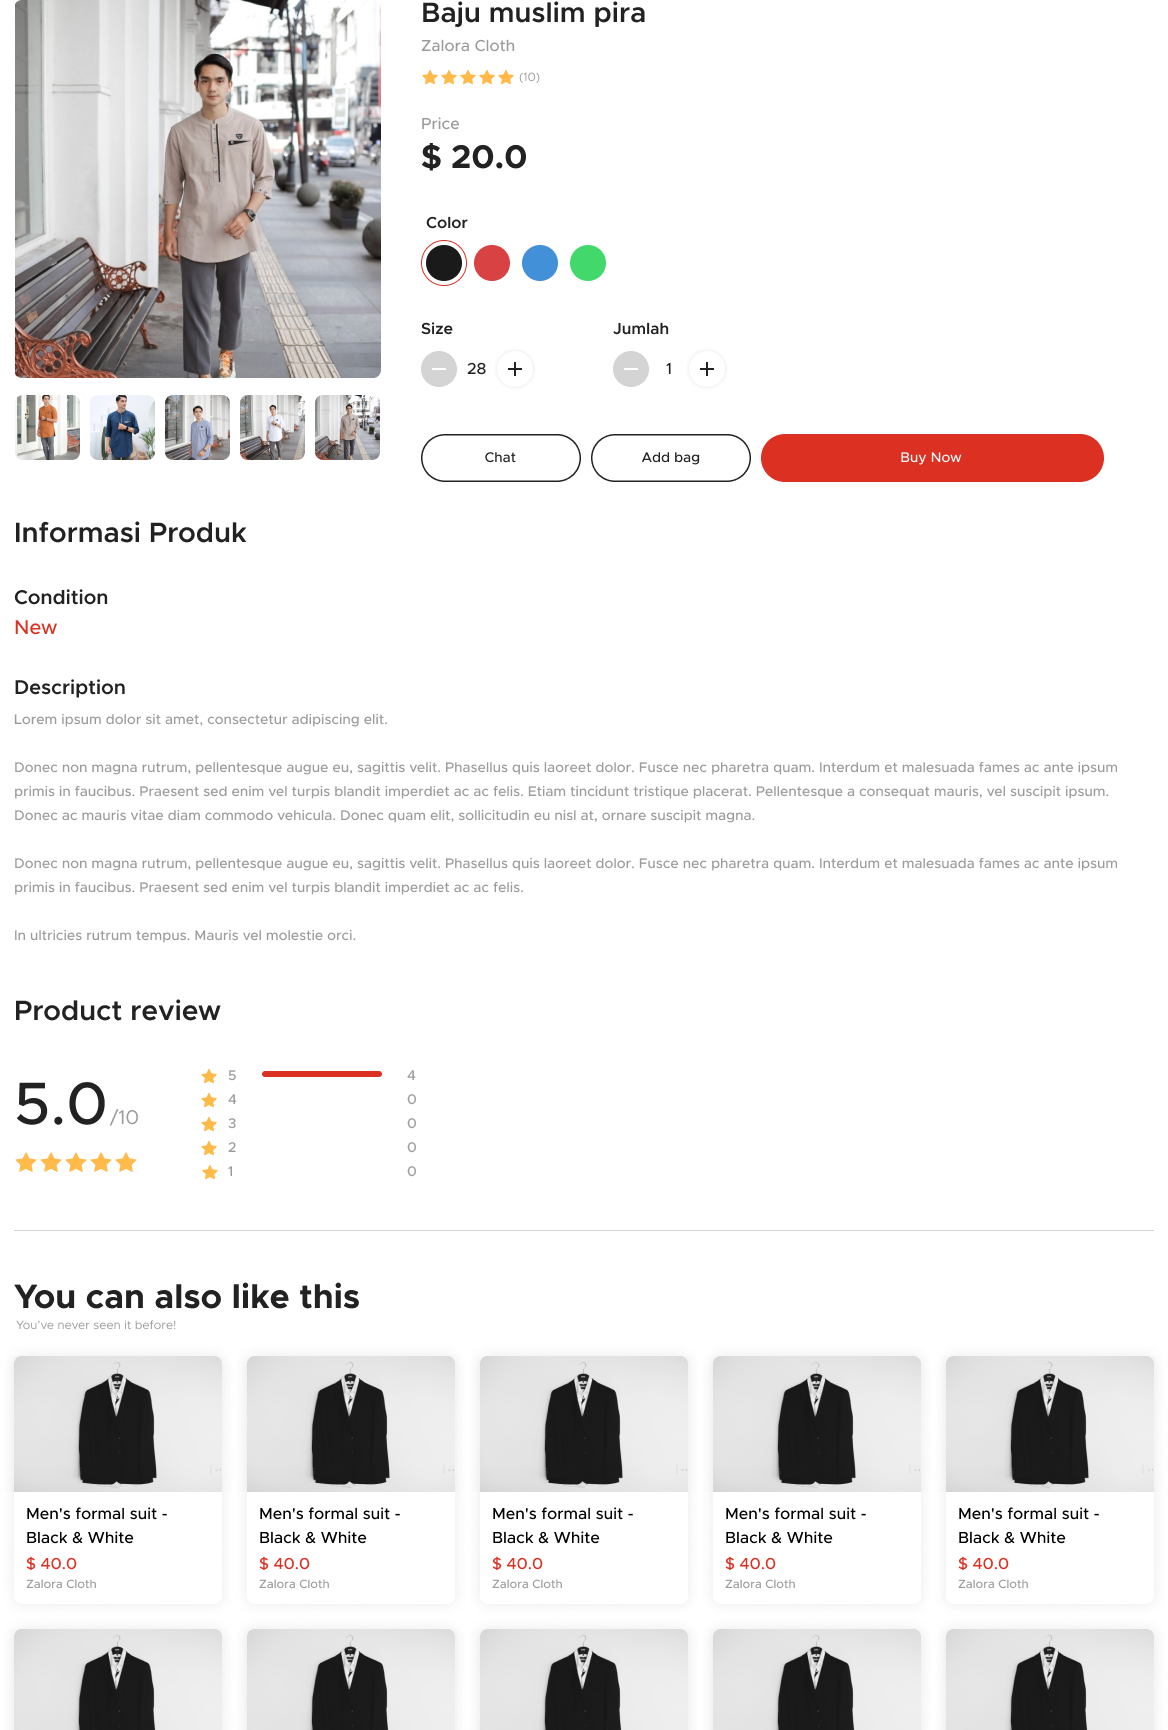 Baju muslim pira
Zalora Cloth
(10)
Price
$ 20.0
Color
Size
Jumlah
28
1
Chat
Add bag
Buy Now
Informasi Produk
Condition
New
Description
Lorem ipsum dolor sit amet, consectetur adipiscing elit.
Donec non magna rutrum, pellentesque augue eu, sagittis velit. Phasellus quis laoreet dolor. Fusce nec pharetra quam. Interdum et malesuada fames ac ante ipsum
primis in faucibus. Praesent sed enim vel turpis blandit imperdiet ac ac felis. Etiam tincidunt tristique placerat. Pellentesque a consequat mauris, vel suscipit ipsum.
Donec ac mauris vitae diam commodo vehicula. Donec quam elit, sollicitudin eu nisl at, ornare suscipit magna.
Donec non magna rutrum, pellentesque augue eu, sagittis velit. Phasellus quis laoreet dolor. Fusce nec pharetra quam. Interdum et malesuada fames ac ante ipsum
primis in faucibus. Praesent sed enim vel turpis blandit imperdiet ac ac felis.
In ultricies rutrum tempus. Mauris vel molestie orci.
Product review
5.0/10
5 4
4 0
3 0
2 0
1 0
You can also like this
You've never seen it before!
Men's formal suit -
Black & White
$ 40.0
Zalora Cloth
Men's formal suit -
Black & White
$ 40.0
Zalora Cloth
Men's formal suit -
Black & White
$ 40.0
Zalora Cloth
Men's formal suit -
Black & White
$ 40.0
Zalora Cloth
Men's formal suit -
Black & White
$ 40.0
Zalora Cloth